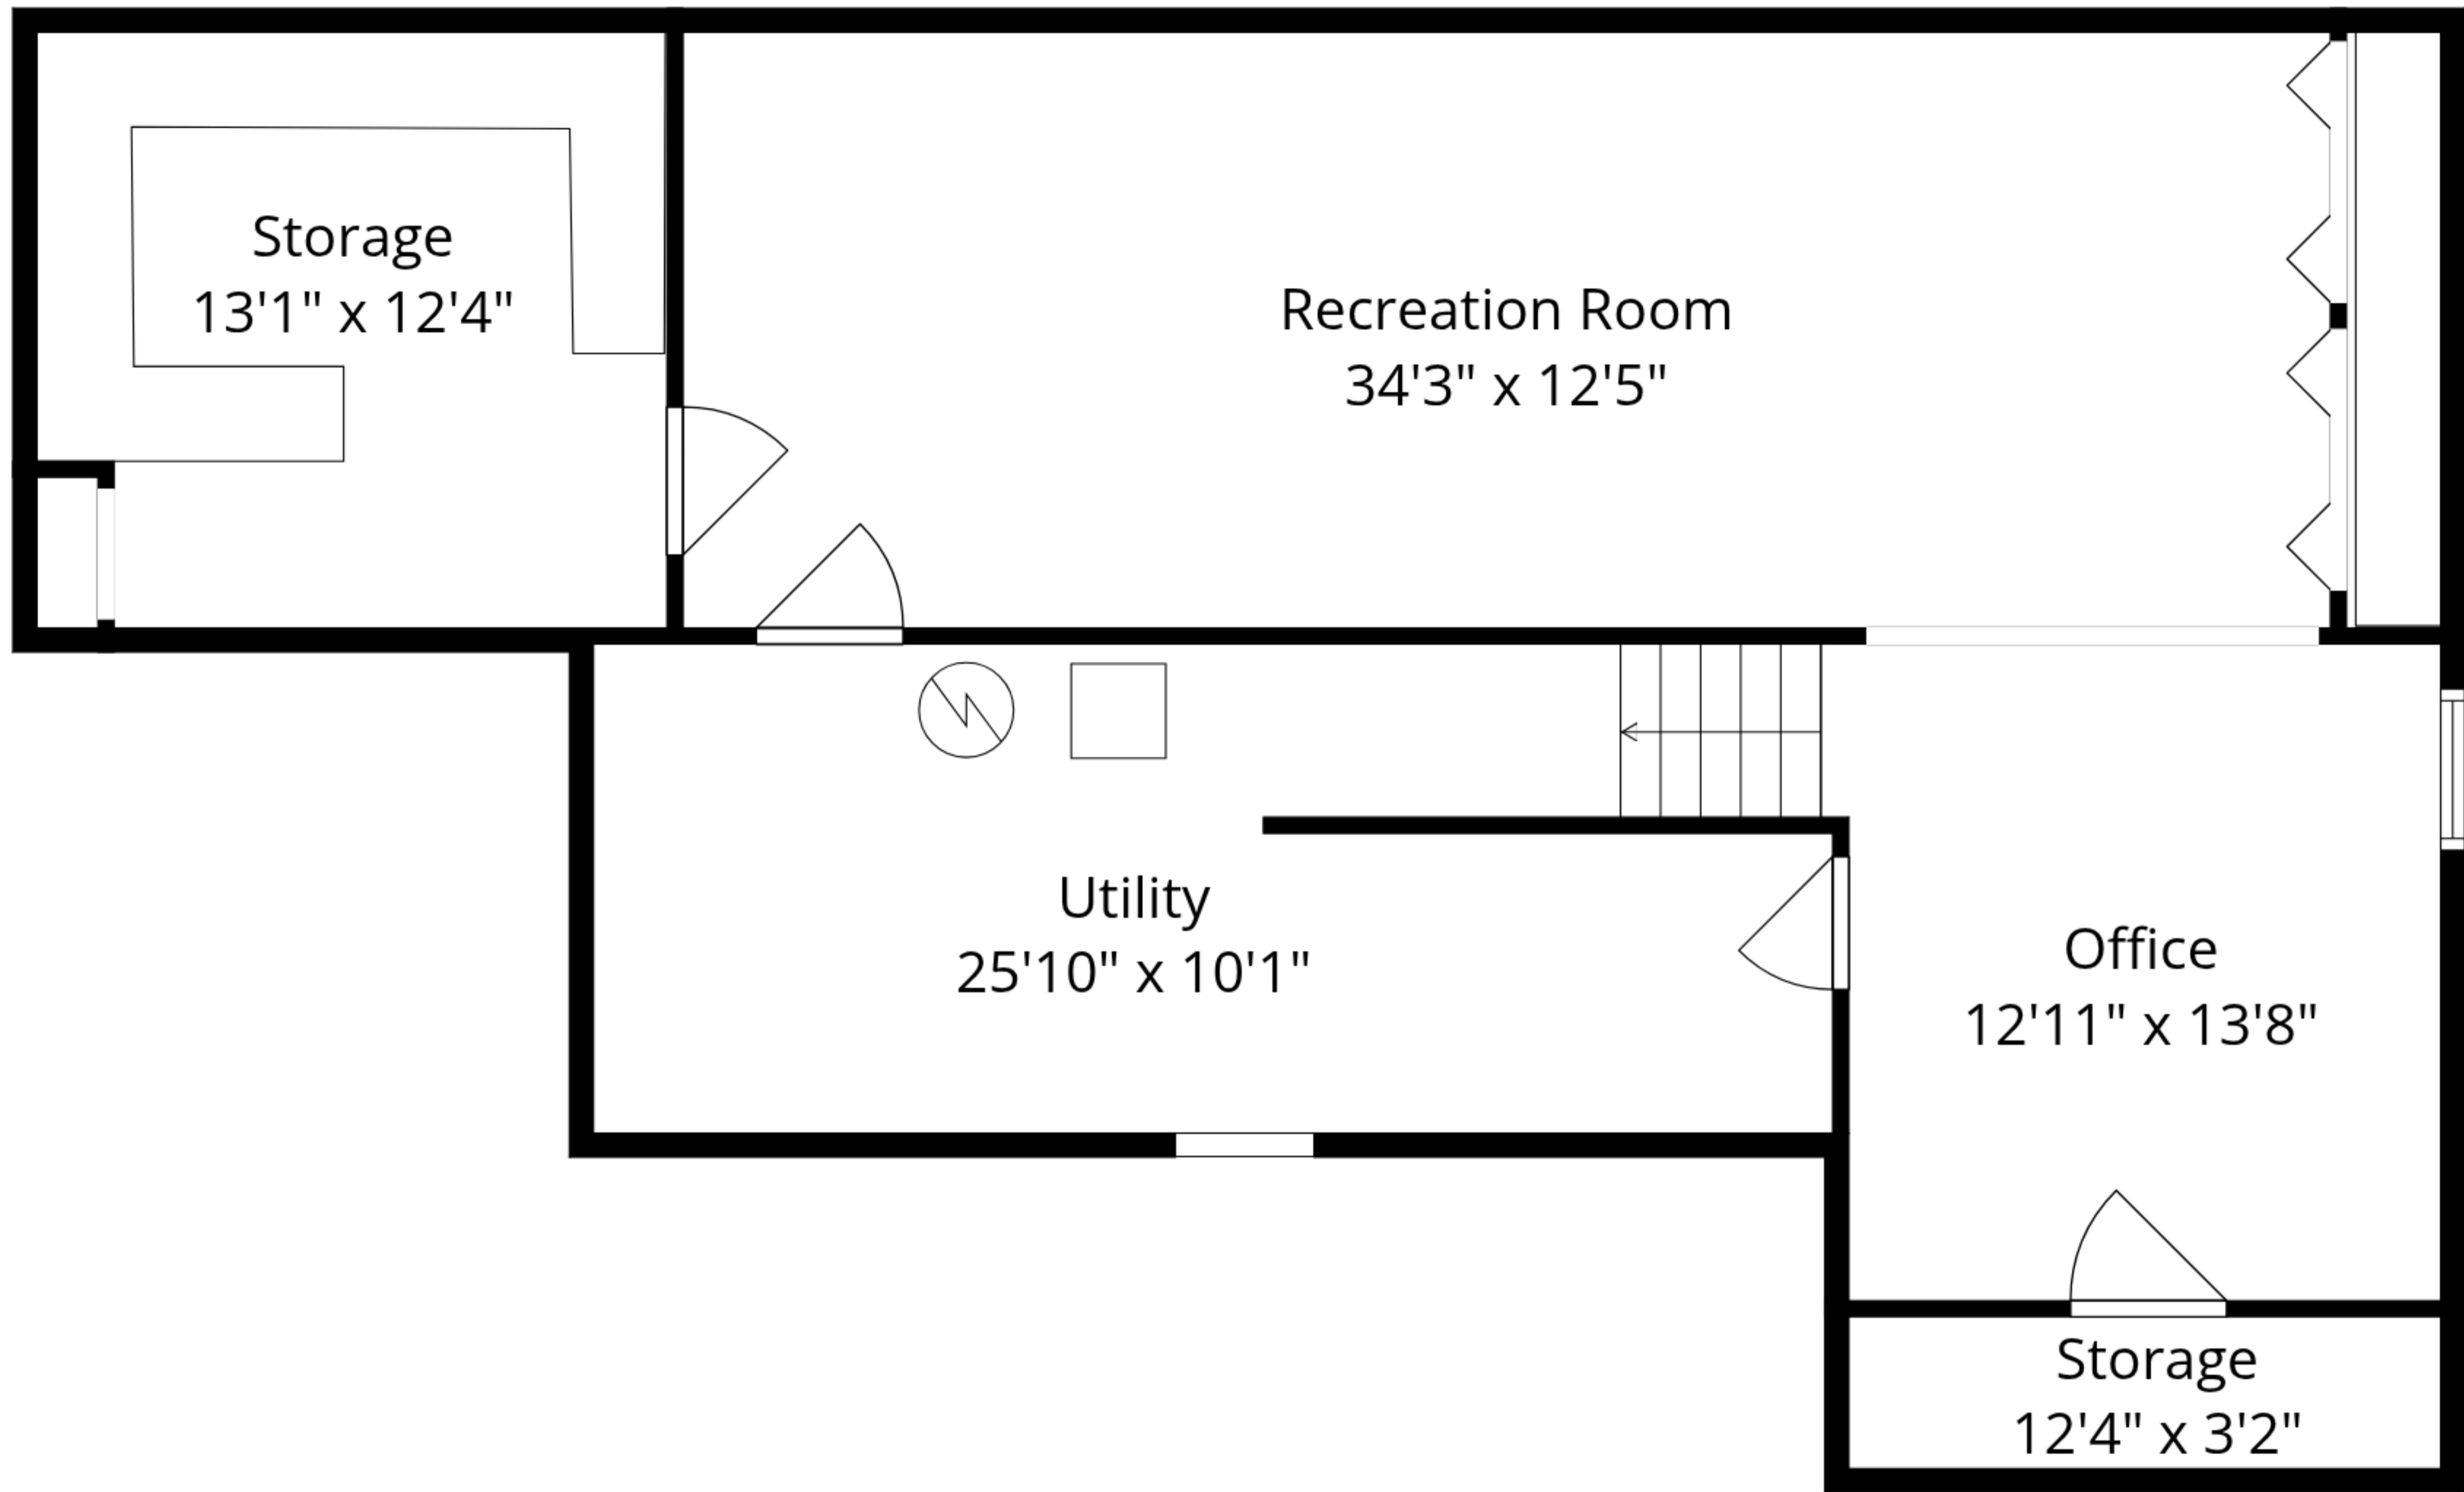 Storage
13'1" x 12'4"
Recreation Room
34'3" x 12'5"
Utility
25'10" x 10'1"
Office
12'11" x 13'8"
Storage
12'4" x 3'2"